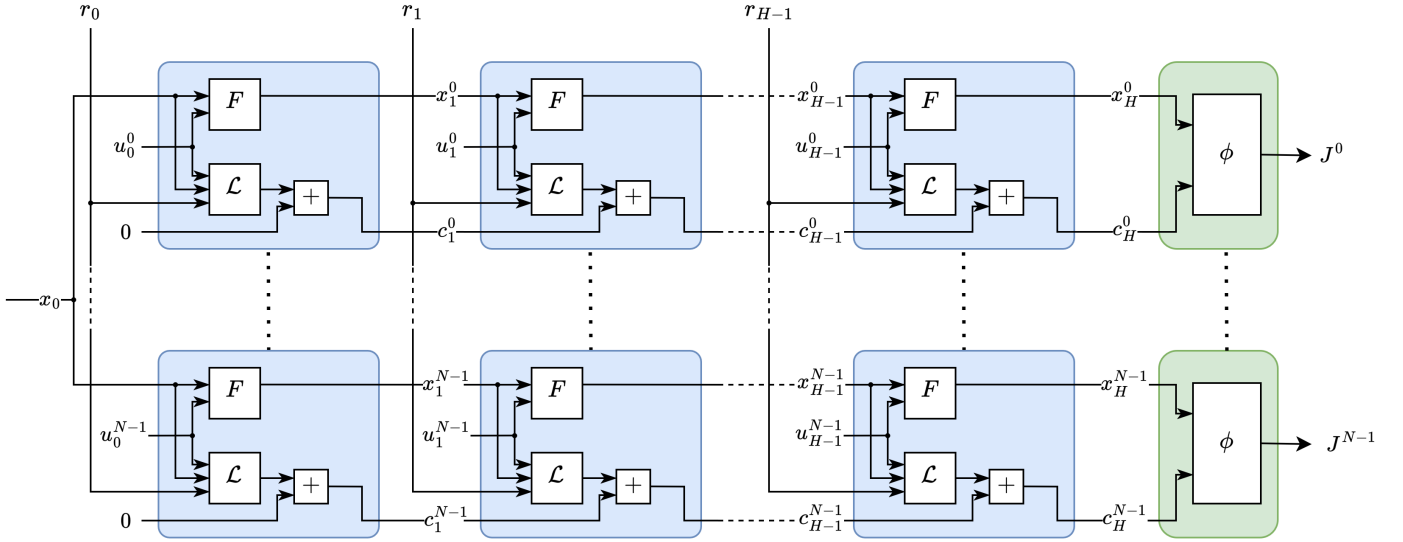 r_0 r_1 r_{H-1}
F x_1^0 F x_{H-1}^0 F x_H^0
u_0^0 u_1^0 u_{H-1}^0 ϕ J^0
ℒ + ℒ + ℒ +
0 c_1^0 c_{H-1}^0 c_H^0
x_0
F x_1^{N-1} F x_{H-1}^{N-1} F x_H^{N-1}
u_0^{N-1} u_1^{N-1} u_{H-1}^{N-1} ϕ J^{N-1}
ℒ + ℒ + ℒ +
0 c_1^{N-1} c_{H-1}^{N-1} c_H^{N-1}